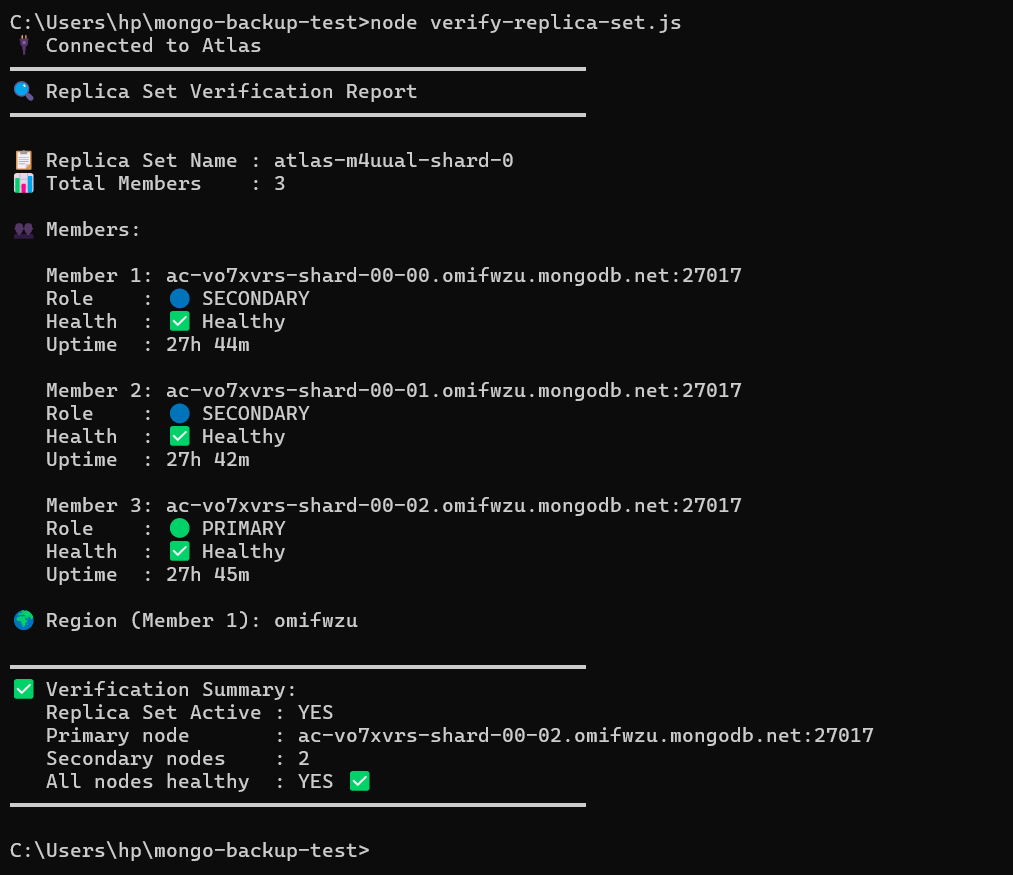 C:\Users\hp\mongo-backup-test>node verify-replica-set.js
Connected to Atlas
🔍 Replica Set Verification Report
📋 Replica Set Name : atlas-m4uual-shard-0
📊 Total Members    : 3
👥 Members:
Member 1: ac-vo7xvrs-shard-00-00.omifwzu.mongodb.net:27017
Role    : 🔵 SECONDARY
Health  : ✅ Healthy
Uptime  : 27h 44m
Member 2: ac-vo7xvrs-shard-00-01.omifwzu.mongodb.net:27017
Role    : 🔵 SECONDARY
Health  : ✅ Healthy
Uptime  : 27h 42m
Member 3: ac-vo7xvrs-shard-00-02.omifwzu.mongodb.net:27017
Role    : 🟢 PRIMARY
Health  : ✅ Healthy
Uptime  : 27h 45m
🌍 Region (Member 1): omifwzu
✅ Verification Summary:
Replica Set Active : YES
Primary node       : ac-vo7xvrs-shard-00-02.omifwzu.mongodb.net:27017
Secondary nodes    : 2
All nodes healthy  : YES ✅
C:\Users\hp\mongo-backup-test>